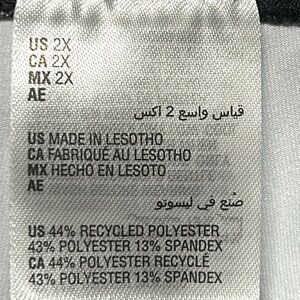 US 2X
CA 2X
MX 2X
AE
قياس واسع 2 اكس
US MADE IN LESOTHO
CA FABRIQUÉ AU LESOTHO
MX HECHO EN LESOTO
AE
صنع في ليسوتو
US 44% RECYCLED POLYESTER
43% POLYESTER 13% SPANDEX
CA 44% POLYESTER RECYCLÉ
43% POLYESTER 13% SPANDEX